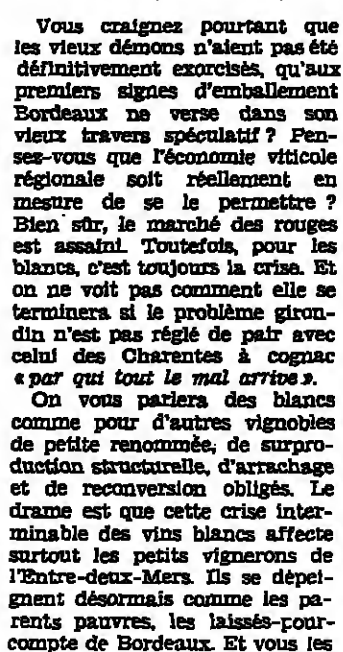 Vous craignez pourtant que
les vieux démons n'aient pas été
définitivement exorcisés, qu'aux
premiers signes d'emballement
Bordeaux ne verse dans son
vieux travers spéculatif ? Pen-
sez-vous que l'économie viticole
régionale soit réellement en
mesure de se le permettre ?
Bien sûr, le marché des rouges
est assaini. Toutefois, pour les
blancs, c'est toujours la crise. Et
on ne voit pas comment elle se
terminera si le problème giron-
din n'est pas réglé de pair avec
celui des Charentes à cognac
« par qui tout le mal arrive ».
On vous parlera des blancs
comme pour d'autres vignobles
de petite renommée, de surpro-
duction structurelle, d'arrachage
et de reconversion obligés. Le
drame est que cette crise inter-
minable des vins blancs affecte
surtout les petits vignerons de
l'Entre-deux-Mers. Ils se dépei-
gnent désormais comme les pa-
rents pauvres, les laissés-pour-
compte de Bordeaux. Et vous les